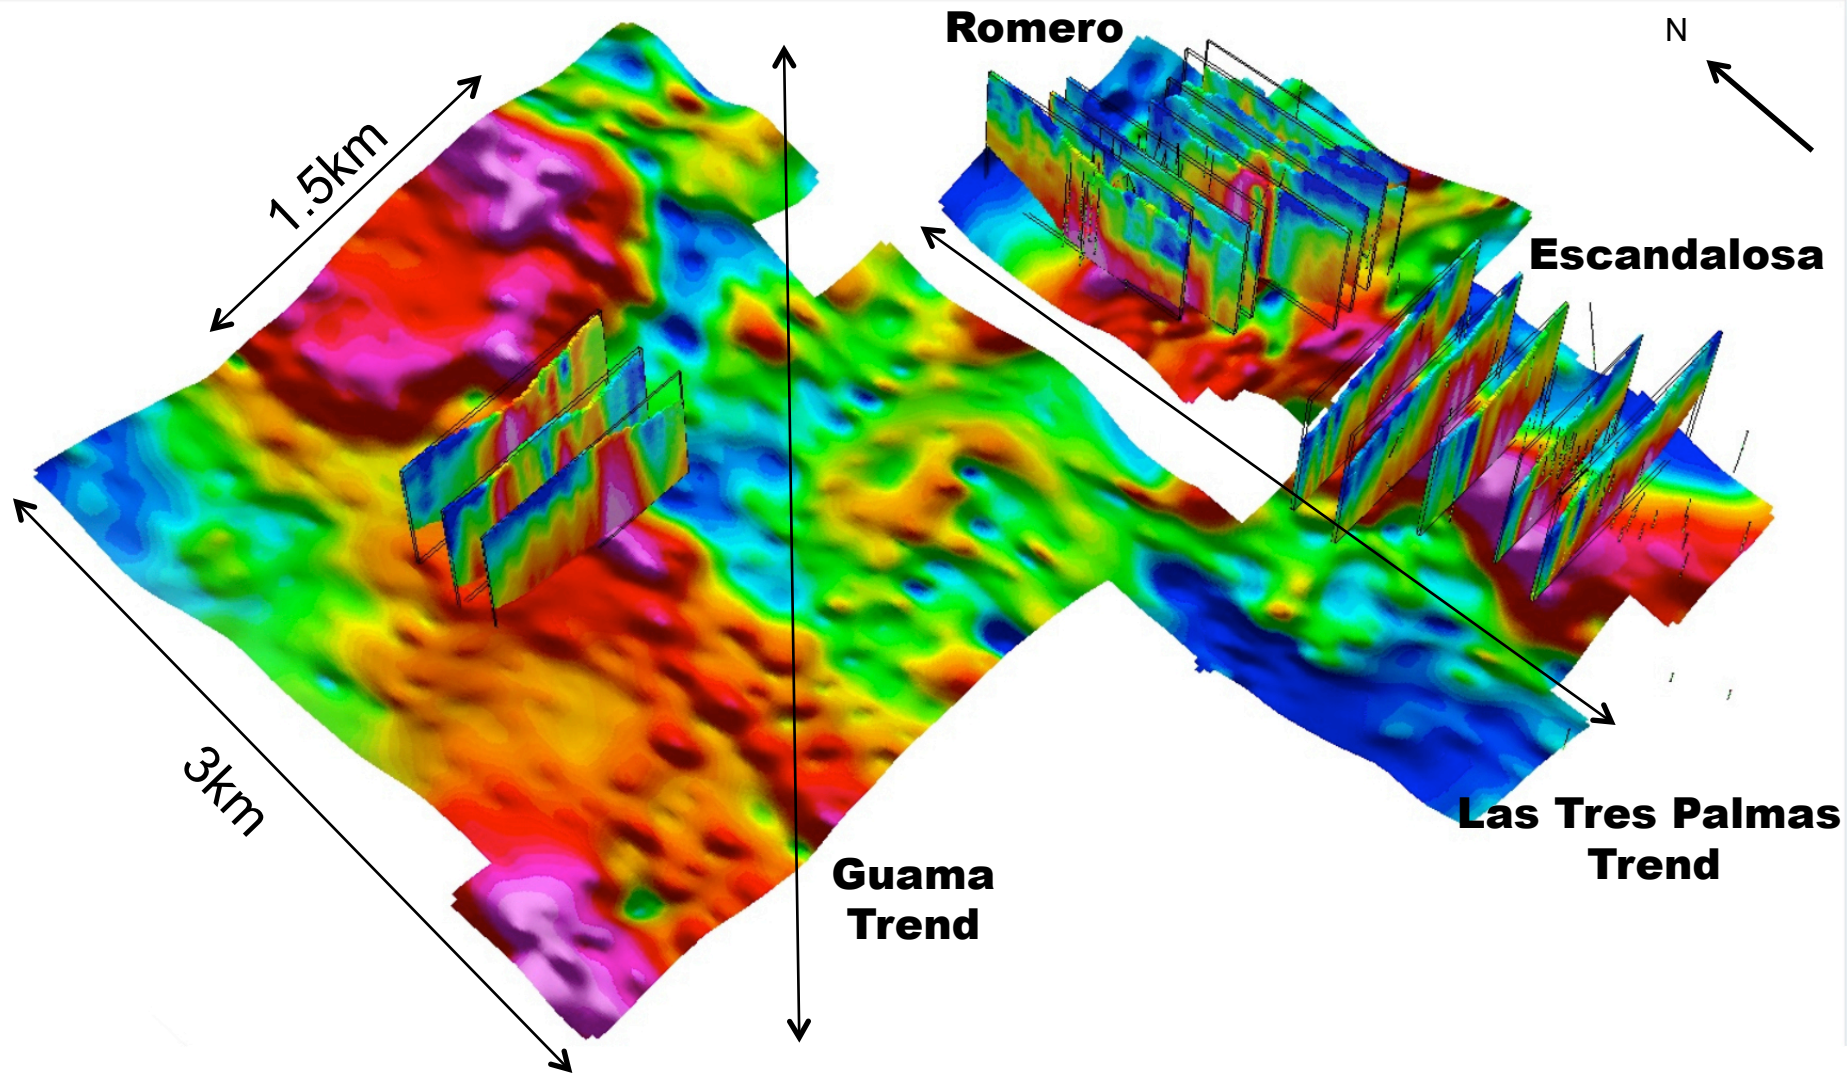 Romero
N
1.5km
Escandalosa
3km
Las Tres Palmas
Trend
Guama
Trend